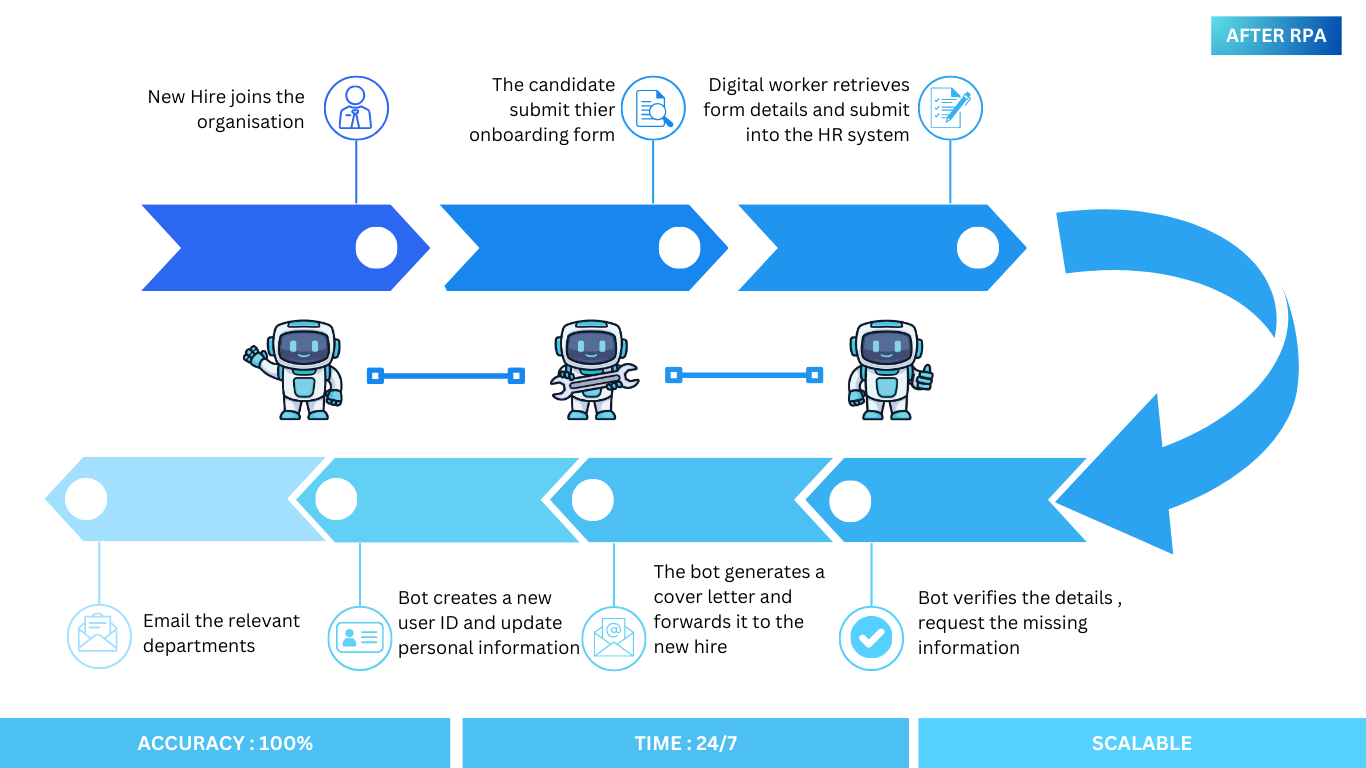 AFTER RPA
New Hire joins the
organisation
The candidate
submit thier
onboarding form
Digital worker retrieves
form details and submit
into the HR system
Bot verifies the details ,
request the missing
information
The bot generates a
cover letter and
forwards it to the
new hire
Bot creates a new
user ID and update
personal information
Email the relevant
departments
ACCURACY : 100%
TIME : 24/7
SCALABLE